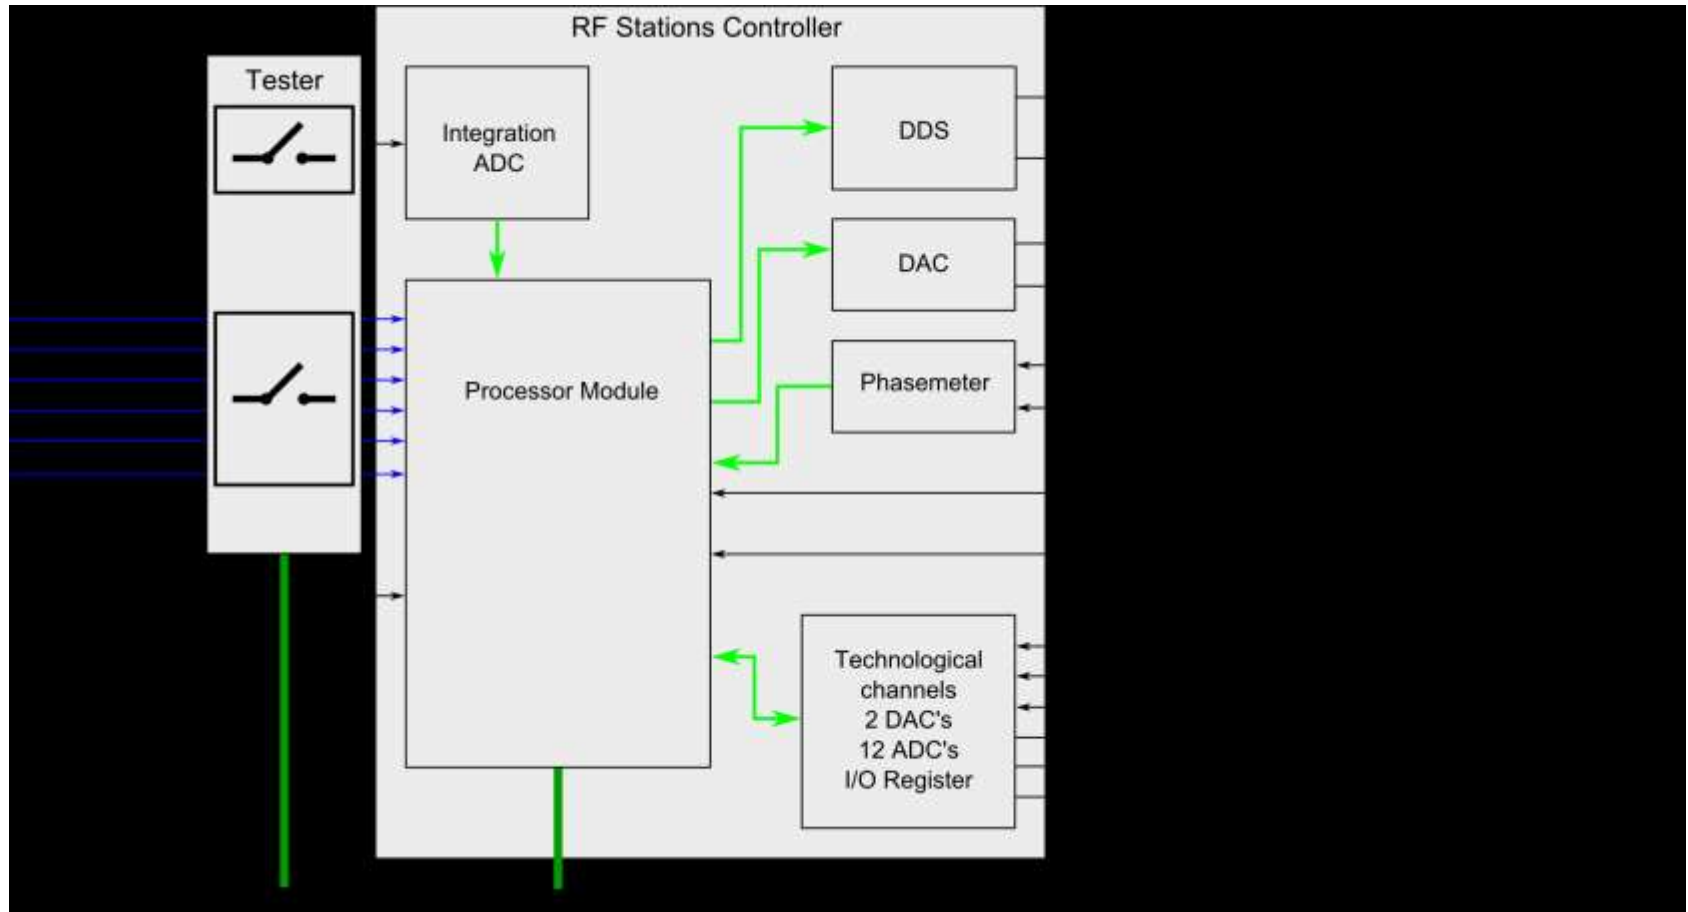 RF Stations Controller
Tester
Integration
ADC
DDS
DAC
Phasemeter
Processor Module
Technological
channels
2 DAC's
12 ADC's
I/O Register